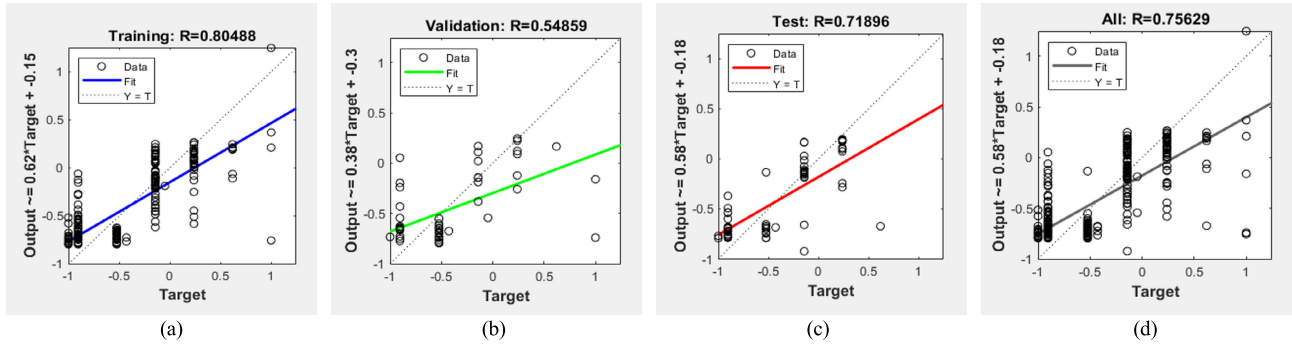 Training: R=0.80488
Output ~= 0.62*Target + -0.15
Data
Fit
Y = T
1
0.5
0
-0.5
-1
-1
-0.5
0
0.5
1
Target
(a)
Validation: R=0.54859
Output ~= 0.38*Target + -0.3
Data
Fit
Y = T
1
0.5
0
-0.5
-1
-1
-0.5
0
0.5
1
Target
(b)
Test: R=0.71896
Output ~= 0.58*Target + -0.18
Data
Fit
Y = T
1
0.5
0
-0.5
-1
-1
-0.5
0
0.5
1
Target
(c)
All: R=0.75629
Output ~= 0.58*Target + -0.18
Data
Fit
Y = T
1
0.5
0
-0.5
-1
-1
-0.5
0
0.5
1
Target
(d)